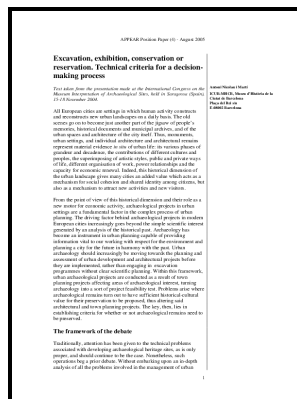 APPEAR Position Paper (4) - August 2005
Excavation, exhibition, conservation or
reservation. Technical criteria for a decision-
making process
Text taken from the presentation made at the International Congress on the
Museum Interpretation of Archaeological Sites, held in Saragossa (Spain),
15-18 November 2004.
Antoni Nicolau i Martí
ICUB-MHCB, Museu d'Història de la
Ciutat de Barcelona
Plaça del Rei s/n
E-08002 Barcelona
All European cities are settings in which human activity constructs
and reconstructs new urban landscapes on a daily basis. The old
scenes go on to become just another part of the jigsaw of people's
memories, historical documents and municipal archives, and of the
urban spaces and architecture of the city itself. Thus, monuments,
urban settings, and individual architecture and architectural remains
represent material evidence in situ of urban life: its various phases of
grandeur and decadence, the contributions of different cultures and
peoples, the superimposing of artistic styles, public and private ways
of life, different organisation of work, power relationships and the
capacity for economic renewal. Indeed, this historical dimension of
the urban landscape gives many cities an added value which acts as a
mechanism for social cohesion and shared identity among citizens, but
also as a mechanism to attract new activities and new visitors.
From the point of view of this historical dimension and their role as a
new motor for economic activity, archaeological projects in urban
settings are a fundamental factor in the complex process of urban
planning. The driving factor behind archaeological projects in modern
European cities increasingly goes beyond the simple scientific interest
generated by an analysis of the historical past. Archaeology has
become an instrument in urban planning capable of providing
information vital to our working with respect for the environment and
planning a city for the future in harmony with the past. Urban
archaeology should increasingly be moving towards the planning and
assessment of urban development and architectural projects before
they are implemented, rather than engaging in excavation
programmes without clear scientific planning. Within this framework,
urban archaeological projects are conducted as a result of town
planning projects affecting areas of archaeological interest, turning
archaeology into a sort of project feasibility test. Problems arise where
archaeological remains turn out to have sufficient historical-cultural
value for their preservation to be proposed, thus altering said
architectural and town planning projects. The key, then, lies in
establishing criteria for whether or not archaeological remains need to
be preserved.
The framework of the debate
Traditionally, attention has been given to the technical problems
associated with developing archaeological heritage sites, as is only
proper, and should continue to be the case. Nonetheless, such
operations beg a prior debate. Without embarking upon an in-depth
analysis of all the problems involved in the management of urban
1